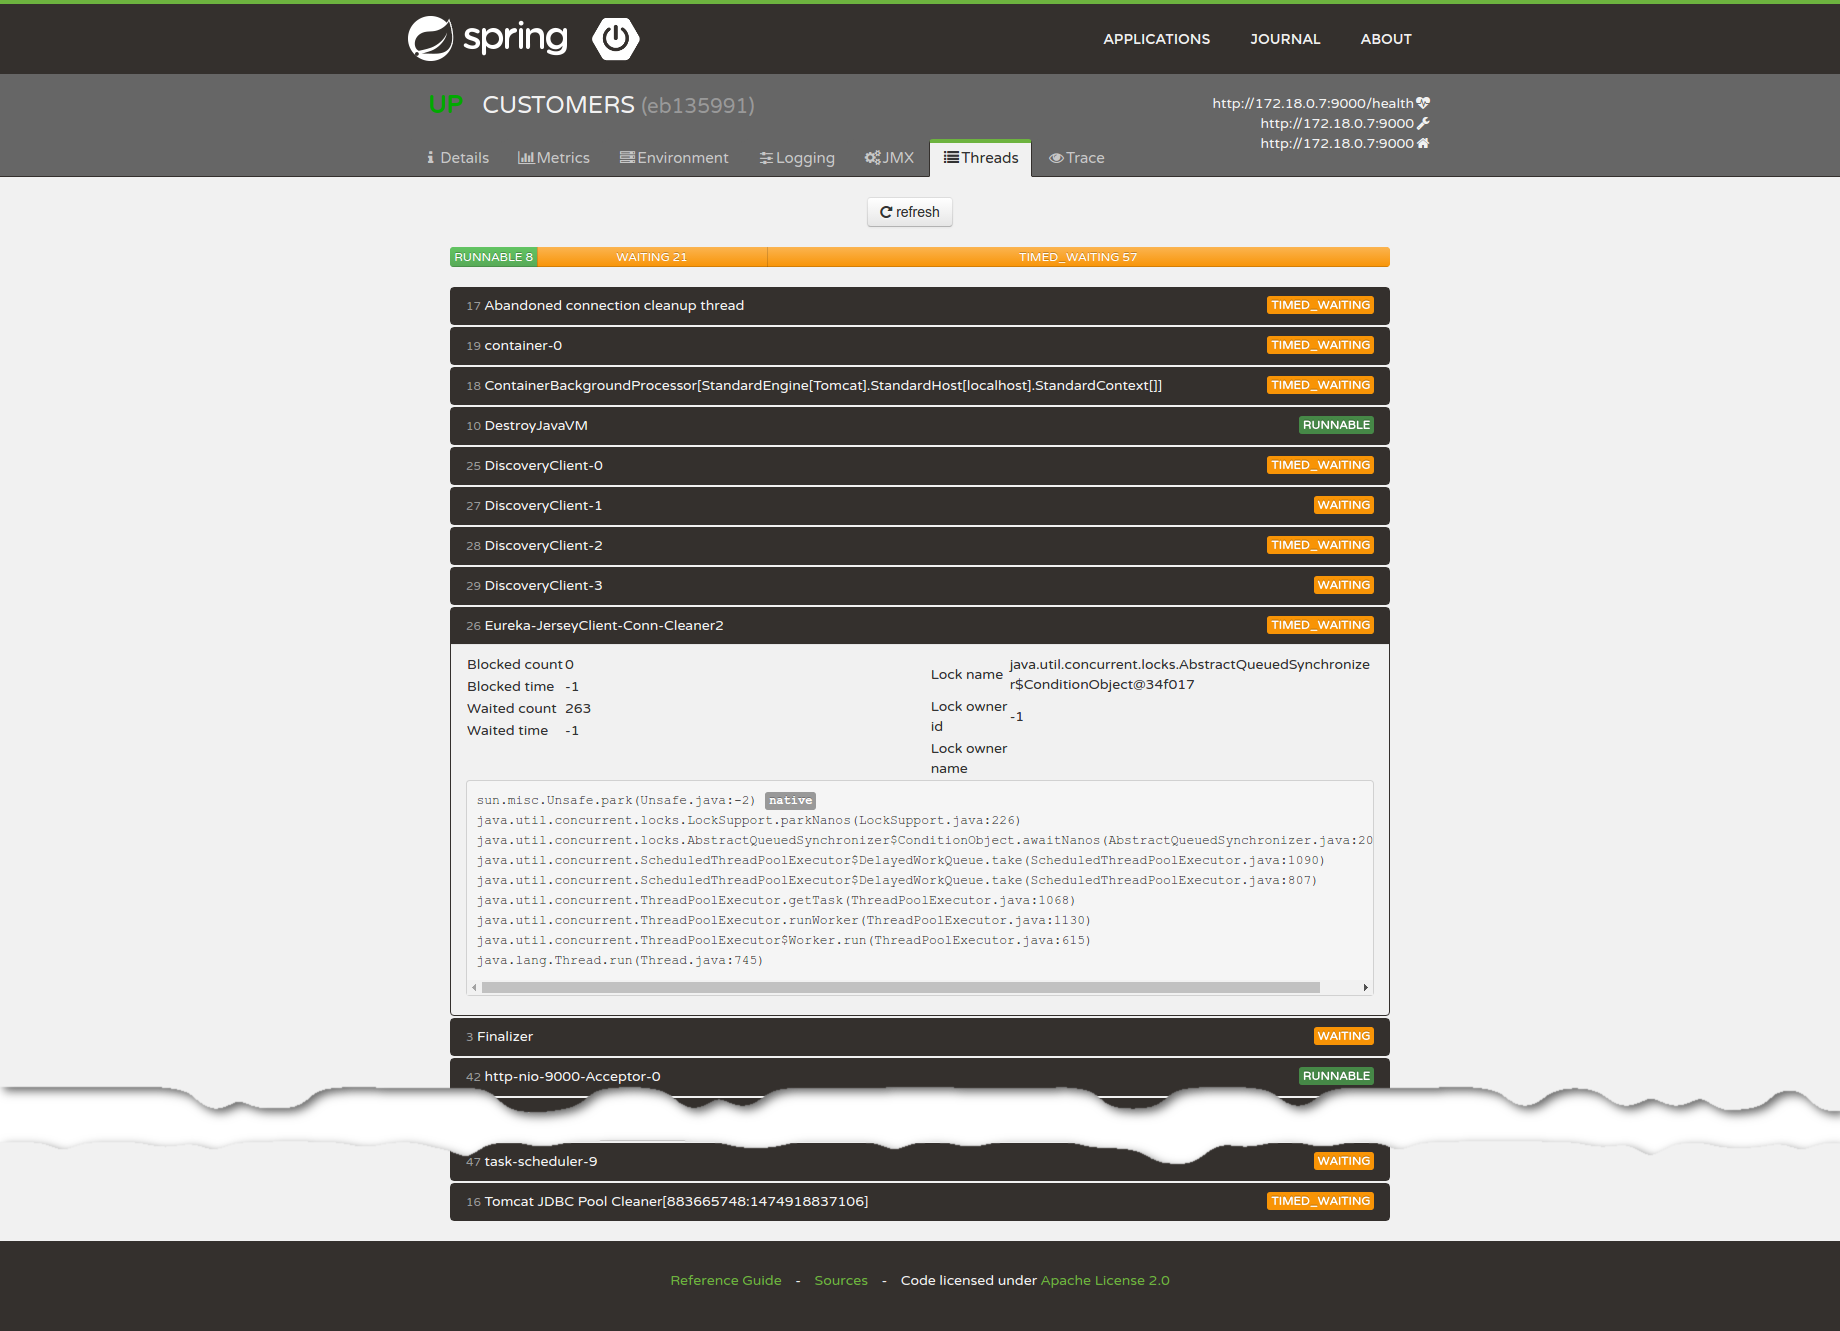 spring
APPLICATIONS JOURNAL ABOUT
UP CUSTOMERS (eb135991)
http://172.18.0.7:9000/health
http://172.18.0.7:9000
http://172.18.0.7:9000
Details Metrics Environment Logging JMX Threads Trace
refresh
RUNNABLE 8 WAITING 21 TIMED_WAITING 57
17 Abandoned connection cleanup thread TIMED_WAITING
19 container-0 TIMED_WAITING
18 ContainerBackgroundProcessor[StandardEngine[Tomcat].StandardHost[localhost].StandardContext[]] TIMED_WAITING
10 DestroyJavaVM RUNNABLE
25 DiscoveryClient-0 TIMED_WAITING
27 DiscoveryClient-1 WAITING
28 DiscoveryClient-2 TIMED_WAITING
29 DiscoveryClient-3 WAITING
26 Eureka-JerseyClient-Conn-Cleaner2 TIMED_WAITING
Blocked count 0
Blocked time -1
Waited count 263
Waited time -1
Lock name java.util.concurrent.locks.AbstractQueuedSynchronize
r$ConditionObject@34f017
Lock owner
id -1
Lock owner
name
sun.misc.Unsafe.park(Unsafe.java:-2) native
java.util.concurrent.locks.LockSupport.parkNanos(LockSupport.java:226)
java.util.concurrent.locks.AbstractQueuedSynchronizer$ConditionObject.awaitNanos(AbstractQueuedSynchronizer.java:20
java.util.concurrent.ScheduledThreadPoolExecutor$DelayedWorkQueue.take(ScheduledThreadPoolExecutor.java:1090)
java.util.concurrent.ScheduledThreadPoolExecutor$DelayedWorkQueue.take(ScheduledThreadPoolExecutor.java:807)
java.util.concurrent.ThreadPoolExecutor.getTask(ThreadPoolExecutor.java:1068)
java.util.concurrent.ThreadPoolExecutor.runWorker(ThreadPoolExecutor.java:1130)
java.util.concurrent.ThreadPoolExecutor$Worker.run(ThreadPoolExecutor.java:615)
java.lang.Thread.run(Thread.java:745)
3 Finalizer WAITING
42 http-nio-9000-Acceptor-0 RUNNABLE
47 task-scheduler-9 WAITING
16 Tomcat JDBC Pool Cleaner[883665748:1474918837106] TIMED_WAITING
Reference Guide - Sources - Code licensed under Apache License 2.0